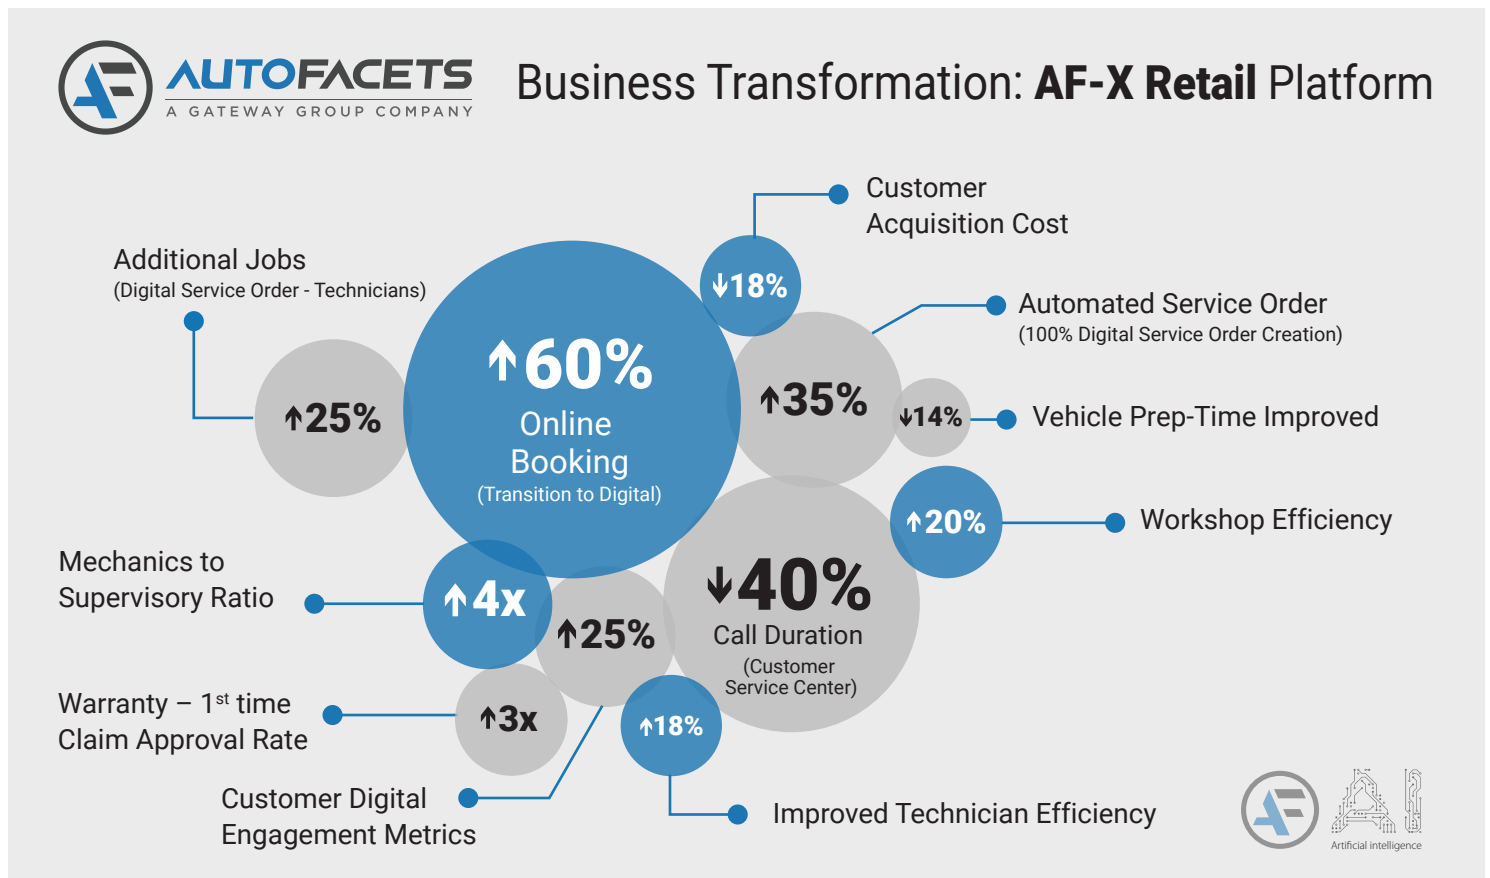 AF
AUTOFACETS
A GATEWAY GROUP COMPANY
Business Transformation: AF-X Retail Platform
Customer
Acquisition Cost
↓18%
Additional Jobs
(Digital Service Order - Technicians)
↑25%
↑60%
Online
Booking
(Transition to Digital)
Automated Service Order
(100% Digital Service Order Creation)
↑35%
↓14%
Vehicle Prep-Time Improved
↑20%
Workshop Efficiency
Mechanics to
Supervisory Ratio
↑4x
↑25%
↓40%
Call Duration
(Customer
Service Center)
Warranty – 1st time
Claim Approval Rate
↑3x
↑18%
Customer Digital
Engagement Metrics
Improved Technician Efficiency
AF
AI
Artificial intelligence